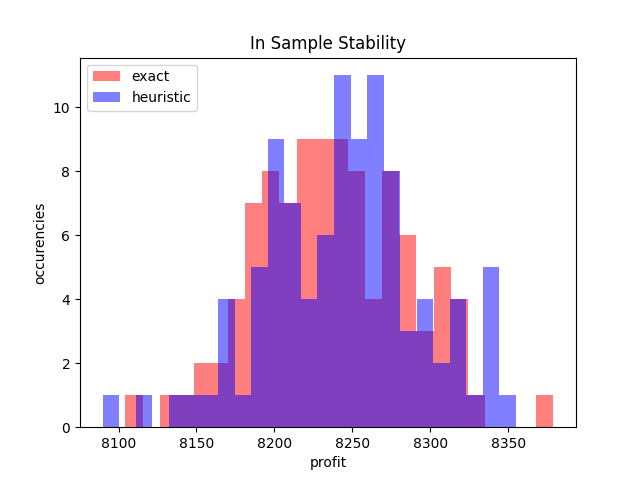 In Sample Stability
exact
heuristic
10
8
6
4
2
0
occurencies
8100 8150 8200 8250 8300 8350
profit